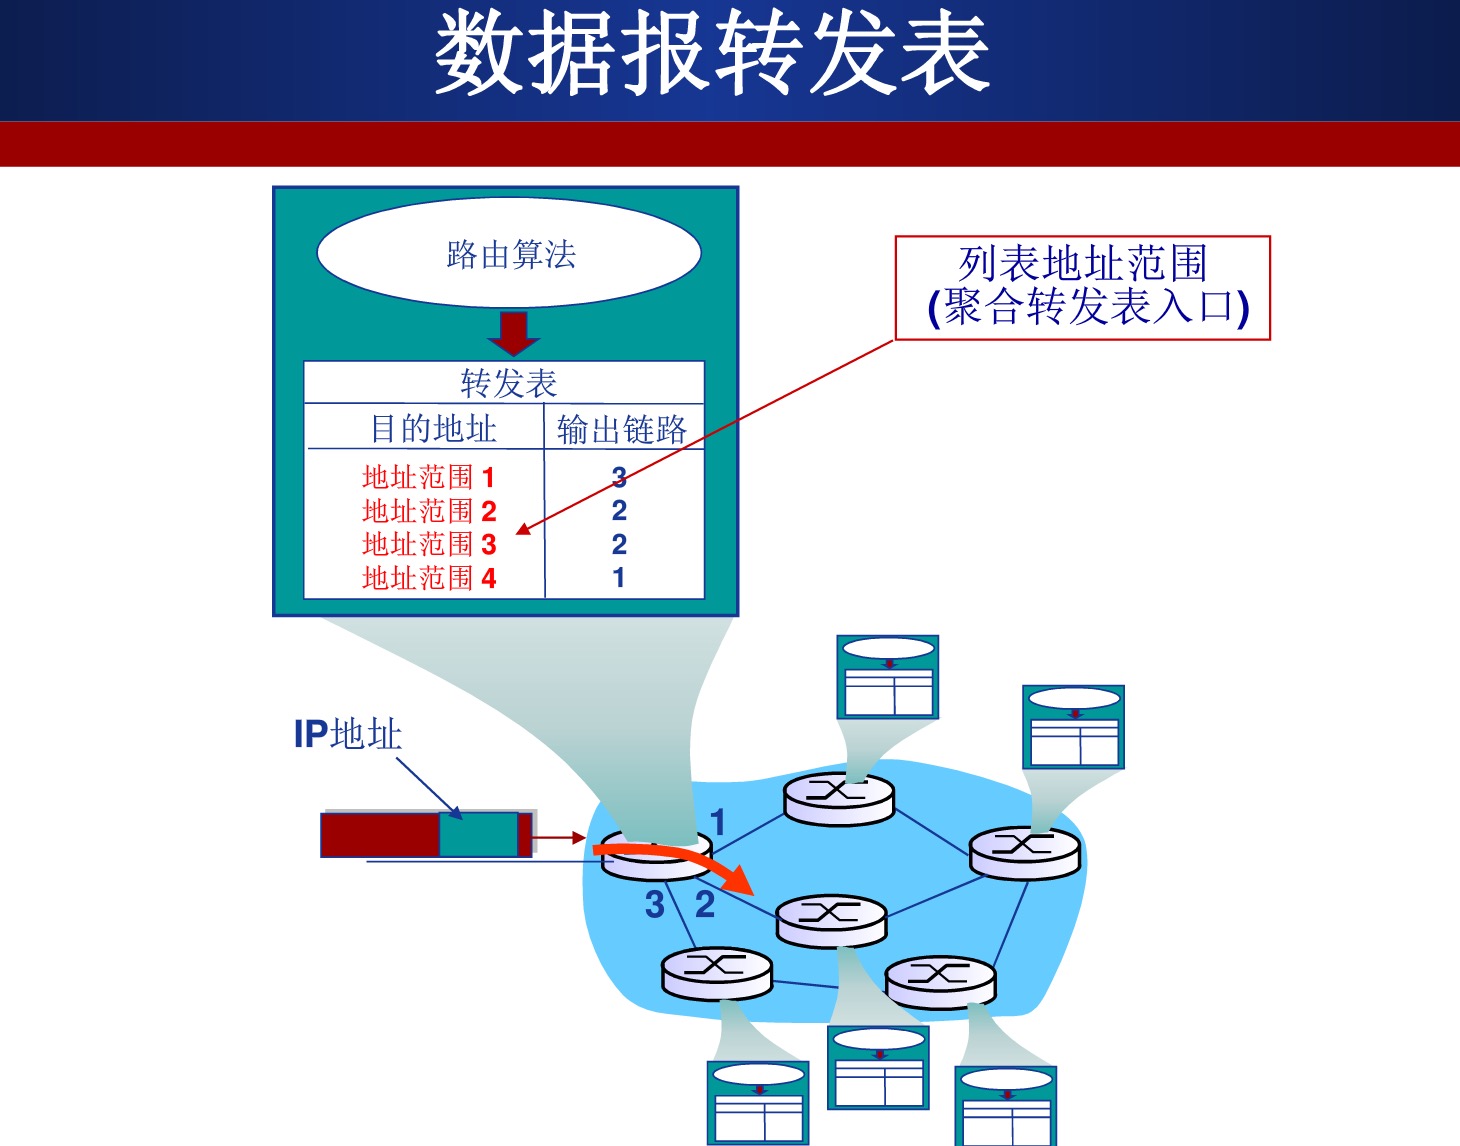 数据报转发表
路由算法
列表地址范围
(聚合转发表入口)
转发表
目的地址 输出链路
地址范围 1 3
地址范围 2 2
地址范围 3 2
地址范围 4 1
IP地址
1
3 2